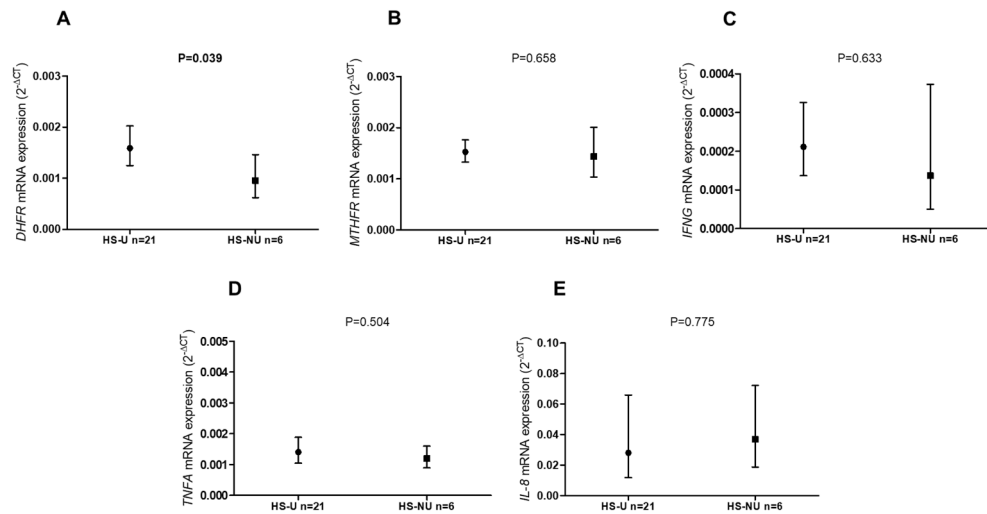 A
P=0.039
DHFR mRNA expression (2^-ΔCT)
0.003
0.002
0.001
0.000
HS-U n=21
HS-NU n=6
B
P=0.658
MTHFR mRNA expression (2^-ΔCT)
0.003
0.002
0.001
0.000
HS-U n=21
HS-NU n=6
C
P=0.633
IFNG mRNA expression (2^-ΔCT)
0.0004
0.0003
0.0002
0.0001
0.0000
HS-U n=21
HS-NU n=6
D
P=0.504
TNFA mRNA expression (2^-ΔCT)
0.005
0.004
0.003
0.002
0.001
0.000
HS-U n=21
HS-NU n=6
E
P=0.775
IL-8 mRNA expression (2^-ΔCT)
0.10
0.08
0.06
0.04
0.02
0.00
HS-U n=21
HS-NU n=6